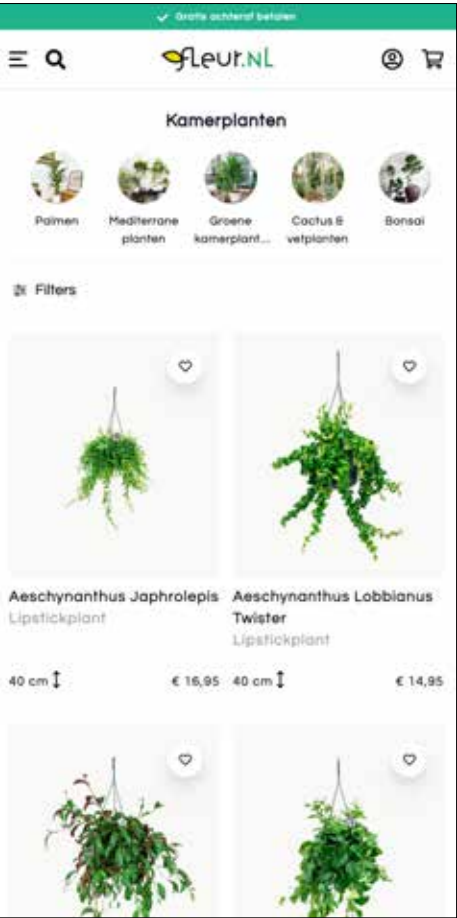 Gratis achteraf betalen
fleur.NL
Kamerplanten
Palmen
Mediterrane
planten
Groene
kamerplant...
Cactus &
vetplanten
Bonsai
Filters
Aeschynanthus Japhrolepis
Lipstickplant
40 cm
€ 16,95
Aeschynanthus Lobbianus
Twister
Lipstickplant
40 cm
€ 14,95